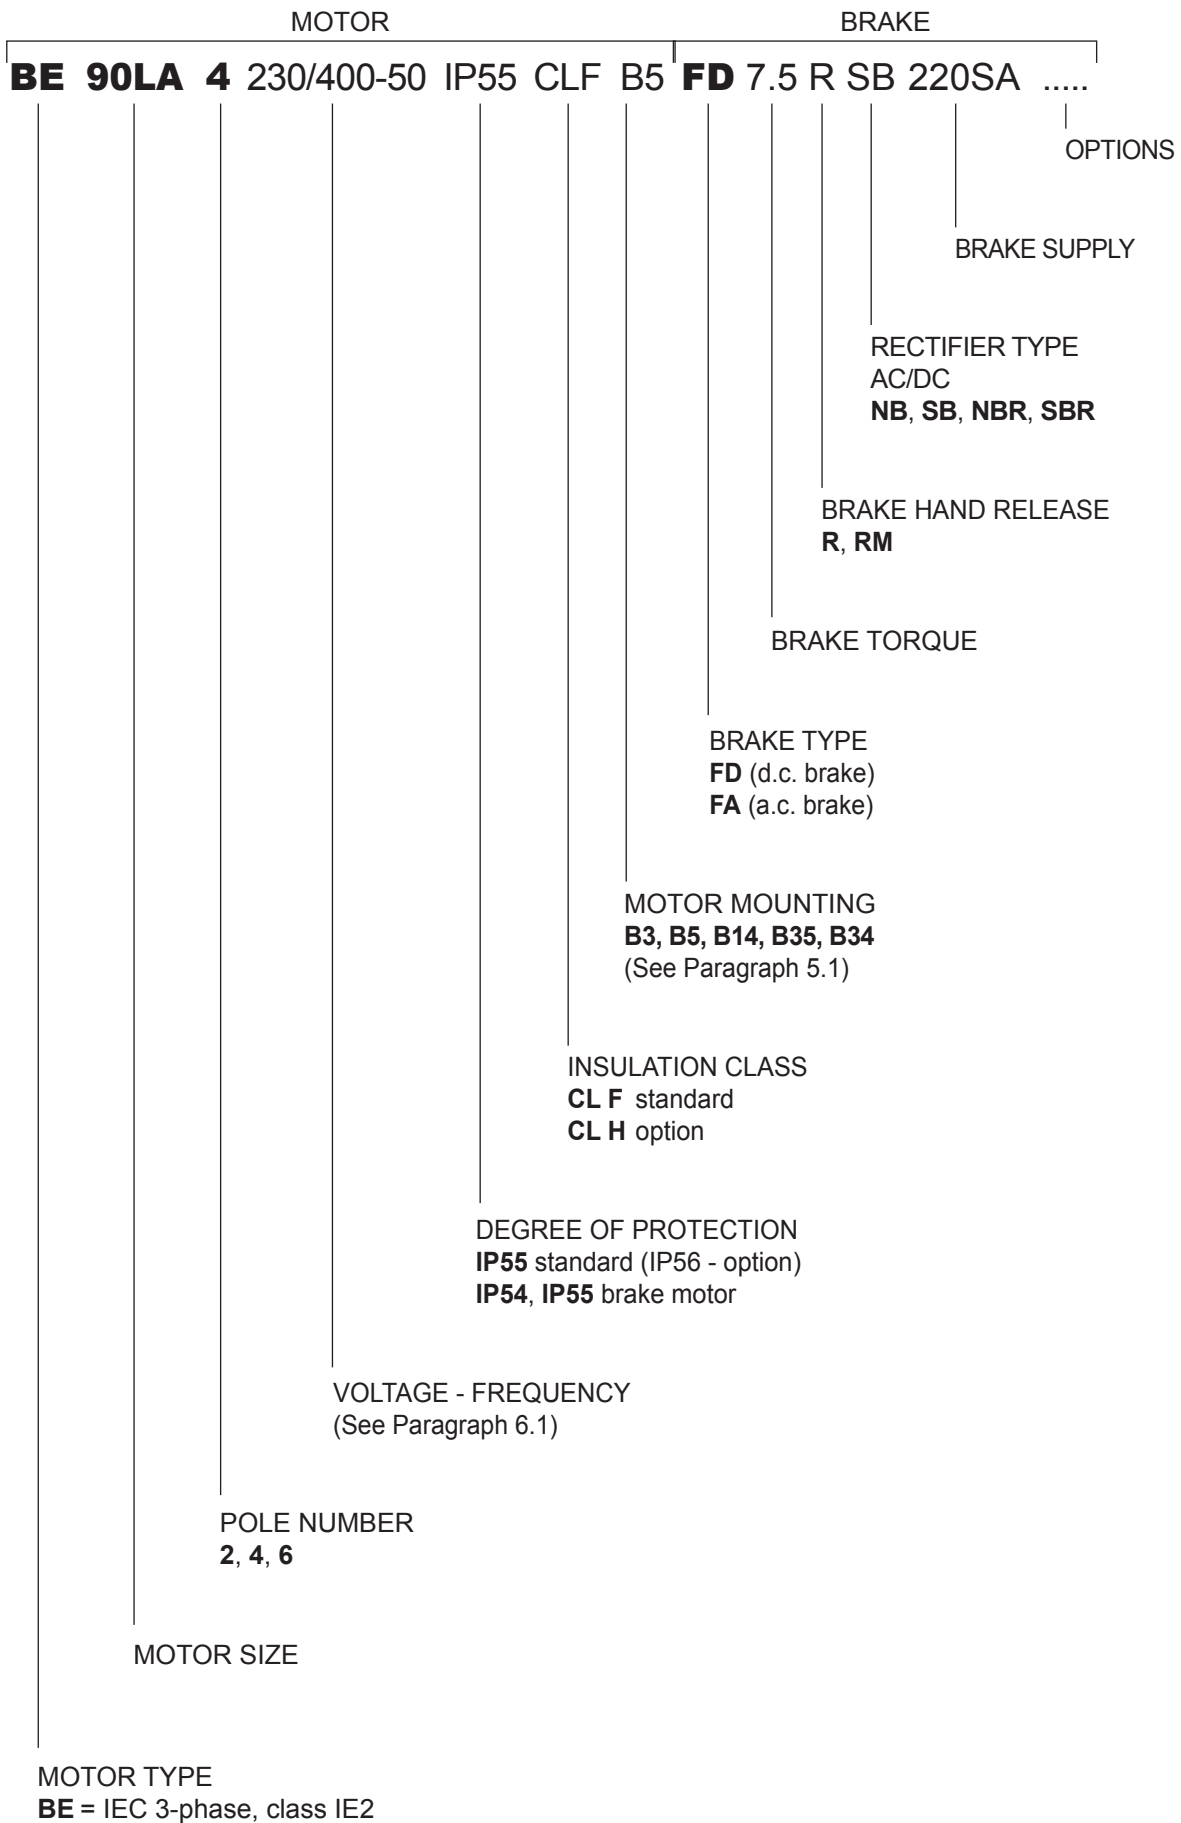 MOTOR BRAKE
BE 90LA 4 230/400-50 IP55 CLF B5 FD 7.5 R SB 220SA .....
OPTIONS
BRAKE SUPPLY
RECTIFIER TYPE
AC/DC
NB, SB, NBR, SBR
BRAKE HAND RELEASE
R, RM
BRAKE TORQUE
BRAKE TYPE
FD (d.c. brake)
FA (a.c. brake)
MOTOR MOUNTING
B3, B5, B14, B35, B34
(See Paragraph 5.1)
INSULATION CLASS
CL F standard
CL H option
DEGREE OF PROTECTION
IP55 standard (IP56 - option)
IP54, IP55 brake motor
VOLTAGE - FREQUENCY
(See Paragraph 6.1)
POLE NUMBER
2, 4, 6
MOTOR SIZE
MOTOR TYPE
BE = IEC 3-phase, class IE2